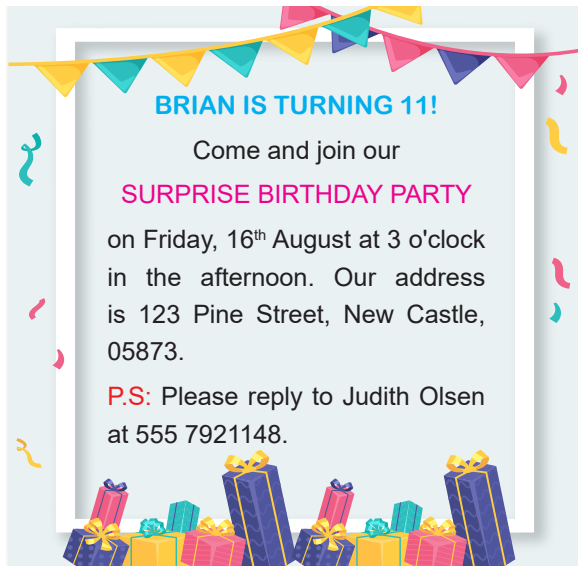 BRIAN IS TURNING 11!
Come and join our
SURPRISE BIRTHDAY PARTY
on Friday, 16th August at 3 o'clock
in the afternoon. Our address
is 123 Pine Street, New Castle,
05873.
P.S: Please reply to Judith Olsen
at 555 7921148.